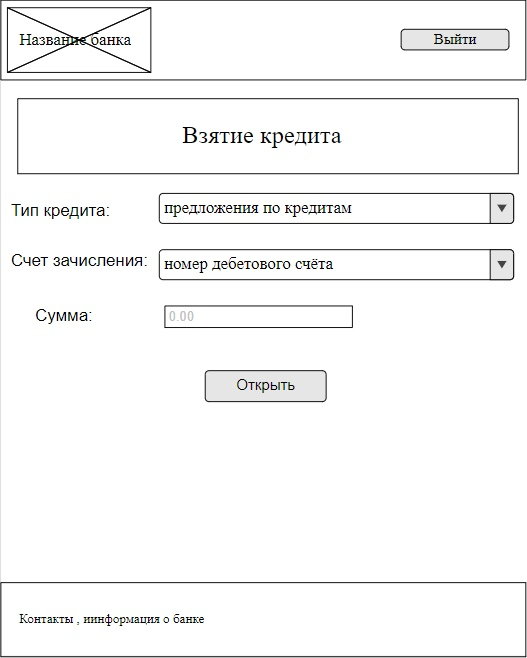 Название банка
Выйти
Взятие кредита
Тип кредита:
предложения по кредитам
Счет зачисления:
номер дебетового счёта
Сумма:
0.00
Открыть
Контакты , иинформация о банке